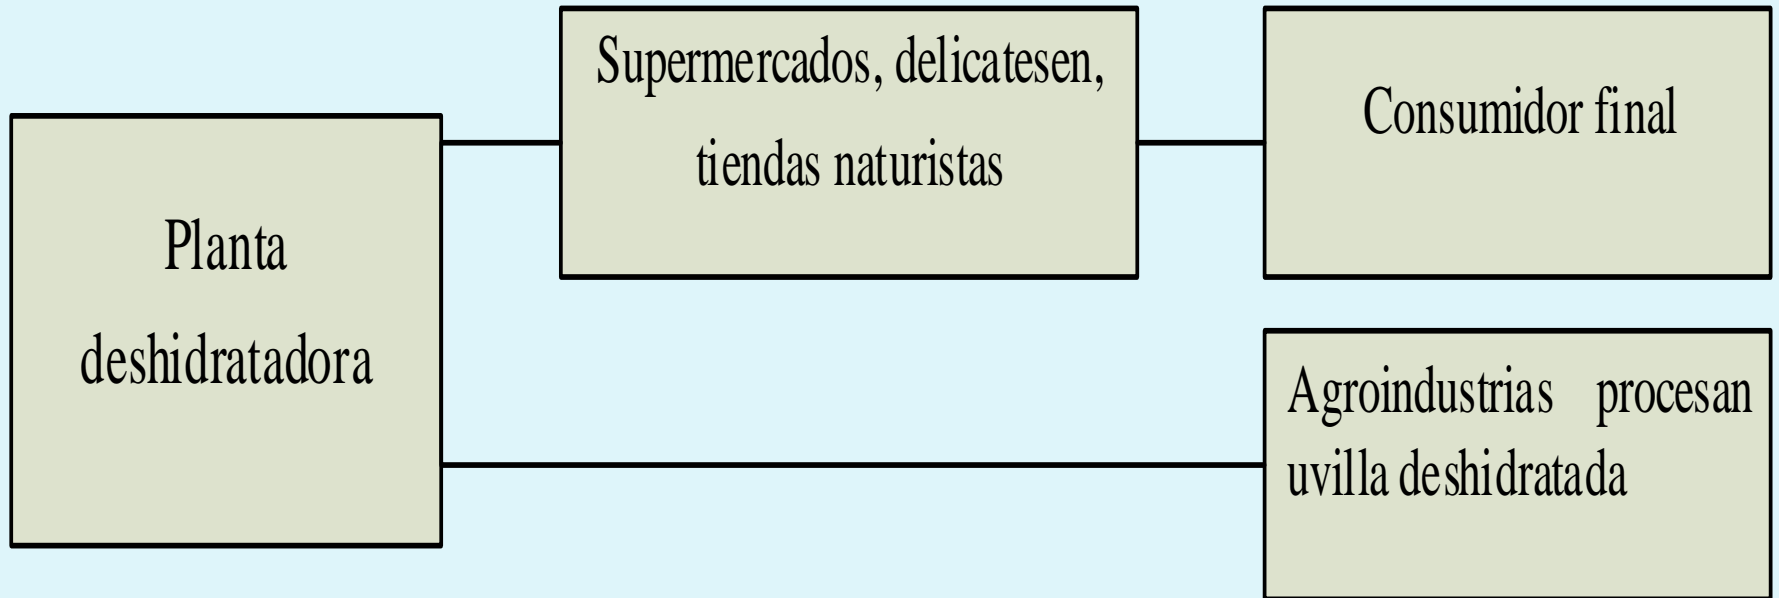 Planta
deshidratadora
Supermercados, delicatesen,
tiendas naturistas
Consumidor final
Agroindustrias procesan
uvilla deshidratada